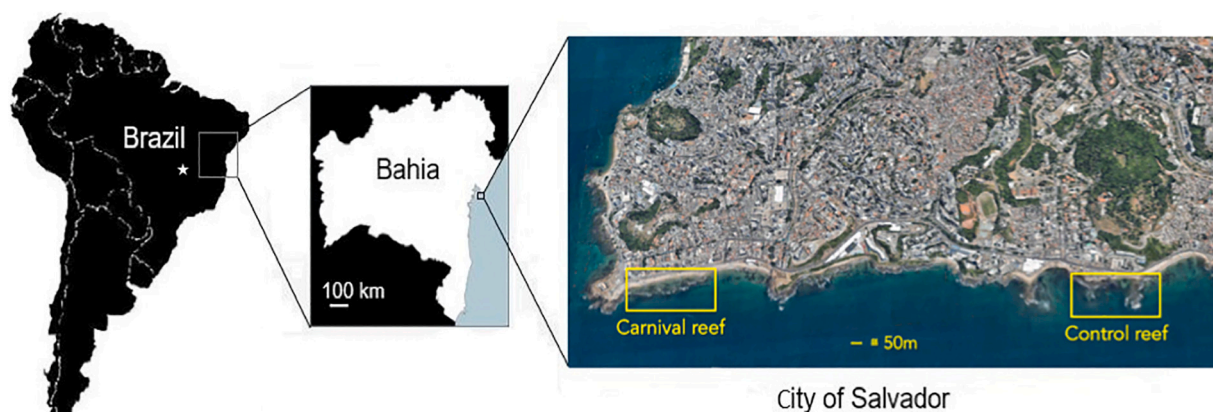 Brazil
Bahia
100 km
Carnival reef
Control reef
50m
City of Salvador